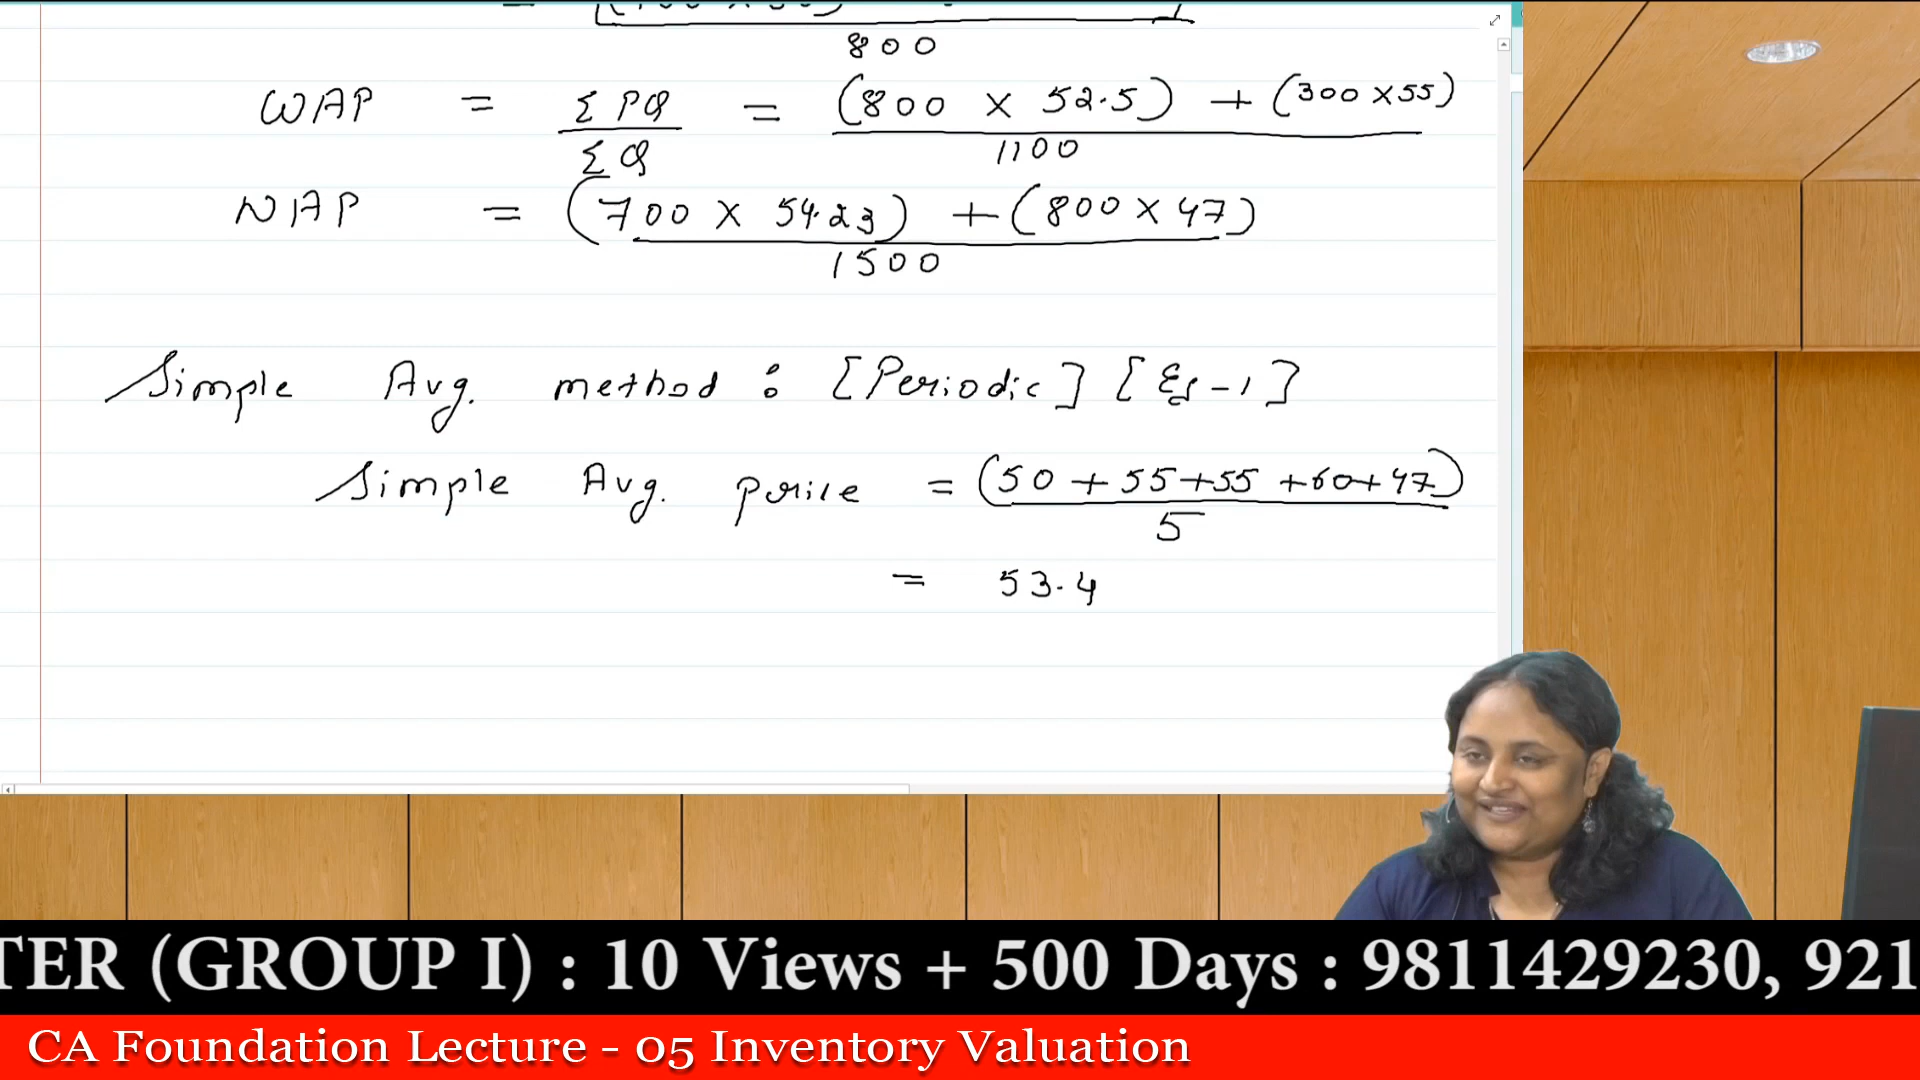 800
WAP = ΣPQ / ΣQ = (800 × 52.5) + (300 × 55) / 1100
WAP = (700 × 54.23) + (800 × 47) / 1500
Simple Avg. method : [Periodic] [Eg-1]
Simple Avg. price = (50 + 55 + 55 + 60 + 47) / 5
= 53.4
TER (GROUP I) : 10 Views + 500 Days : 9811429230, 921
CA Foundation Lecture - 05 Inventory Valuation